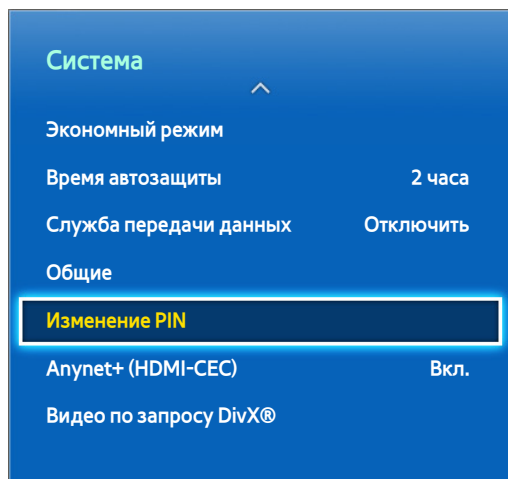 Система
Экономный режим
Время автозащиты 2 часа
Служба передачи данных Отключить
Общие
Изменение PIN
Anynet+ (HDMI-CEC) Вкл.
Видео по запросу DivX®